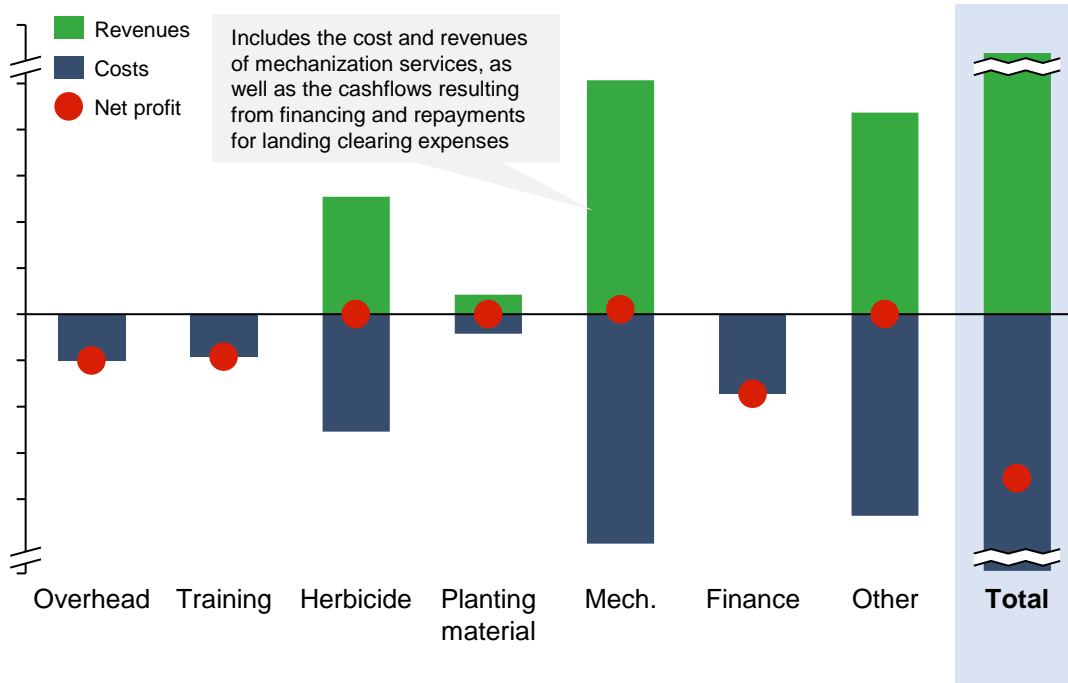 Revenues
Costs
Net profit
Includes the cost and revenues
of mechanization services, as
well as the cashflows resulting
from financing and repayments
for landing clearing expenses
Overhead
Training
Herbicide
Planting
material
Mech.
Finance
Other
Total